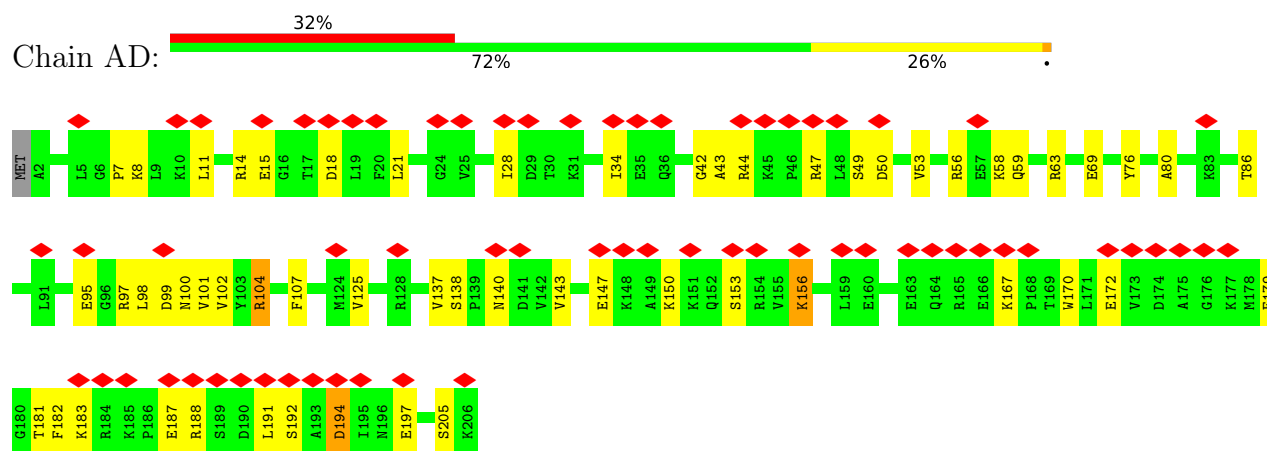 32%
Chain AD:
72% 26% •
MET A2 L5 G6 P7 K8 L9 K10 L11 R14 E15 G16 T17 D18 L19 F20 L21 G24 V25 I28 D29 T30 K31 I34 E35 Q36 G42 A43 R44 K45 P46 R47 L48 S49 D50 V53 R56 E57 K58 Q59 R63 E69 Y76 A80 K83 T86
L91 E95 G96 R97 L98 D99 N100 V101 V102 Y103 R104 F107 M124 V125 R128 V137 S138 P139 N140 D141 V142 V143 E147 K148 A149 K150 K151 Q152 S153 R154 V155 K156 L159 E160 E163 Q164 R165 E166 K167 P168 T169 W170 L171 E172 V173 D174 A175 G176 K177 M178
G180 T181 F182 K183 R184 K185 P186 E187 R188 S189 D190 L191 S192 A193 D194 I195 N196 E197 S205 K206